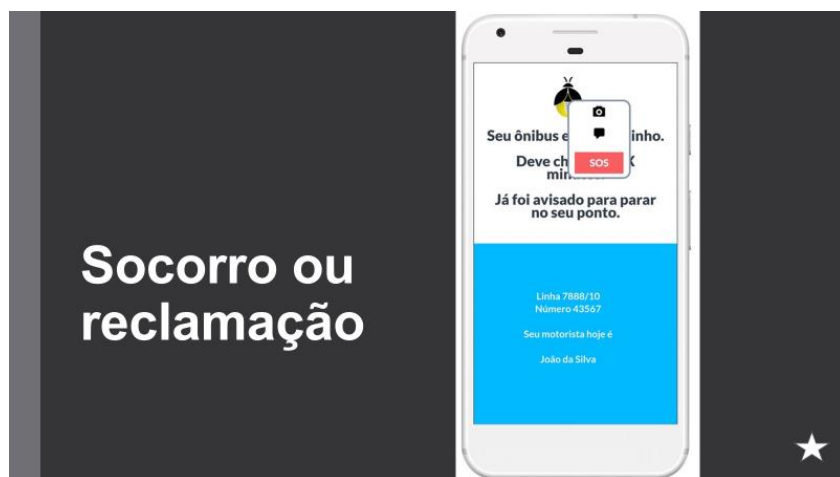 Socorro ou
reclamação
Seu ônibus e inho.
SOS
Deve ch X
min
Já foi avisado para parar
no seu ponto.
Linha 7888/10
Número 43567
Seu motorista hoje é
João da Silva